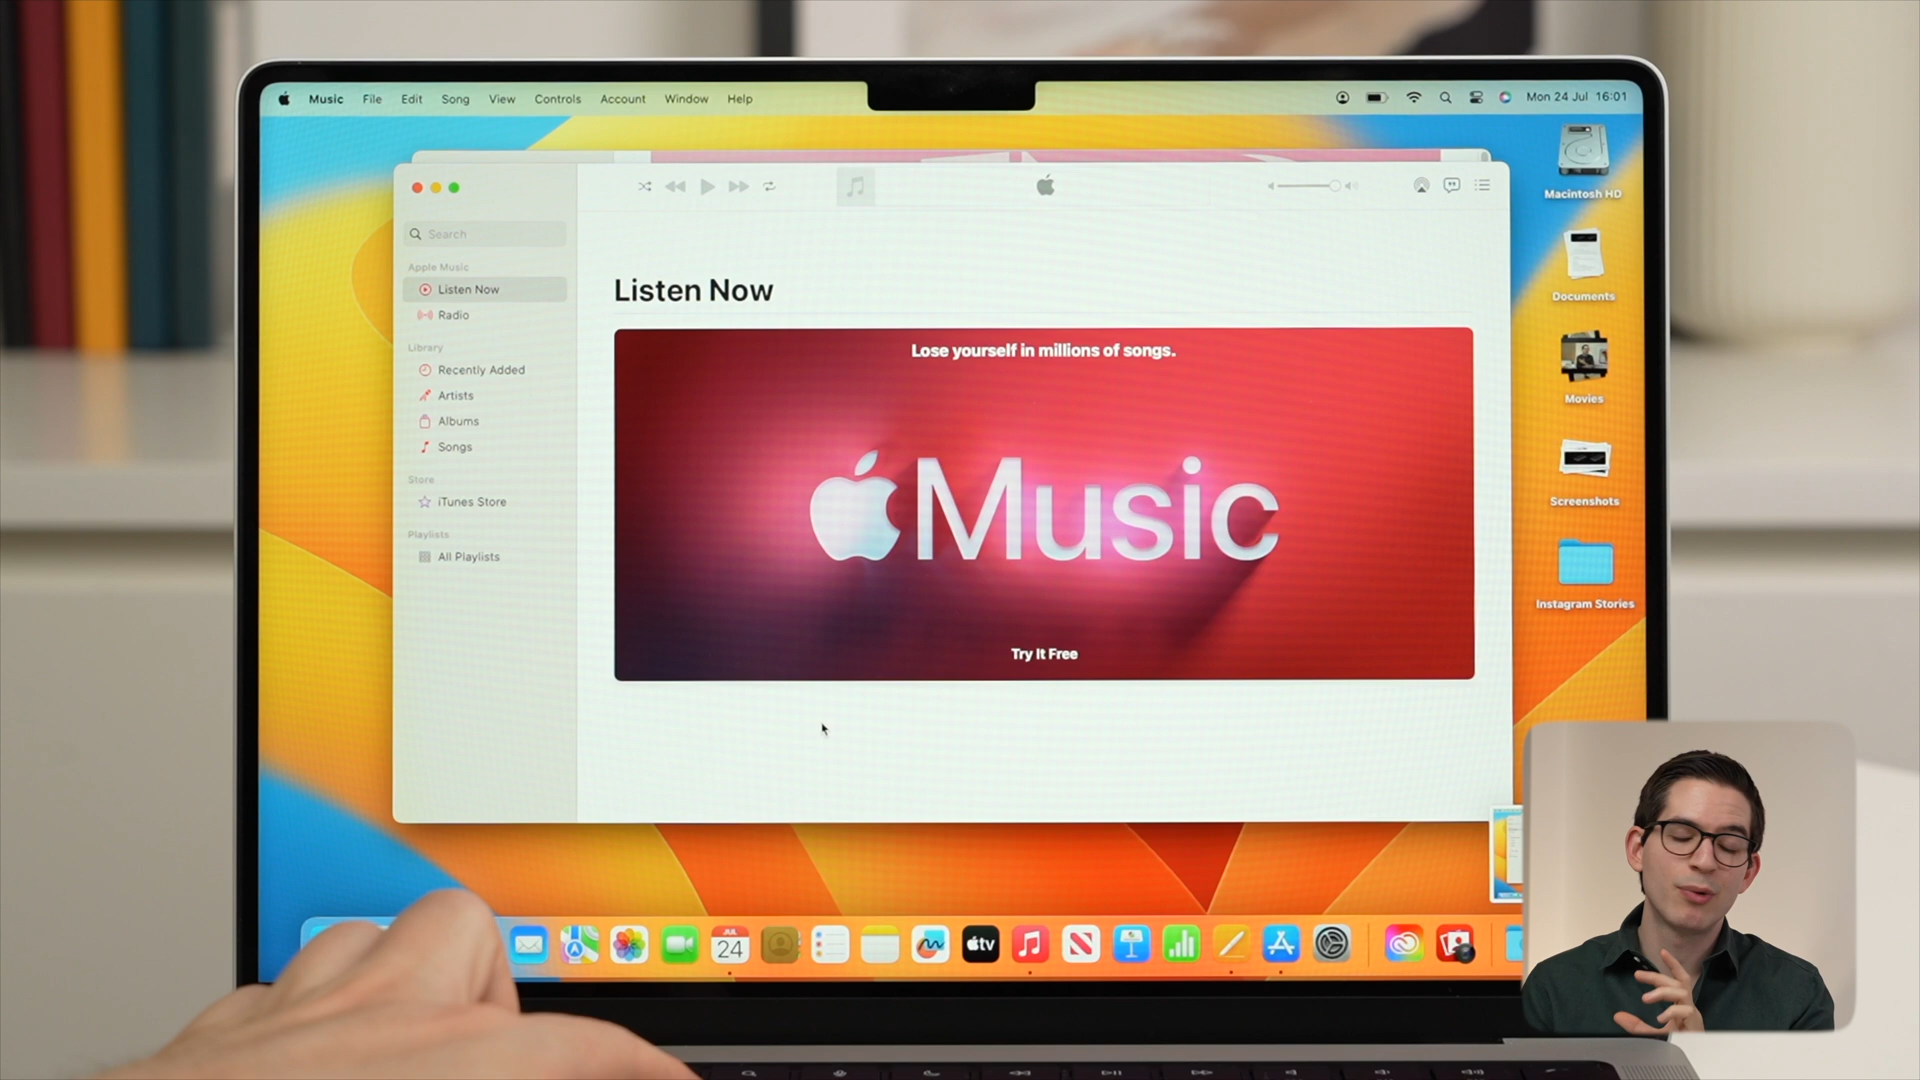 Music File Edit Song View Controls Account Window Help
Mon 24 Jul 16:01
Macintosh HD
Documents
Movies
Screenshots
Instagram Stories
Search
Apple Music
Listen Now
Radio
Library
Recently Added
Artists
Albums
Songs
Store
iTunes Store
Playlists
All Playlists
Listen Now
Lose yourself in millions of songs.
Music
Try It Free
JUL
24
tv